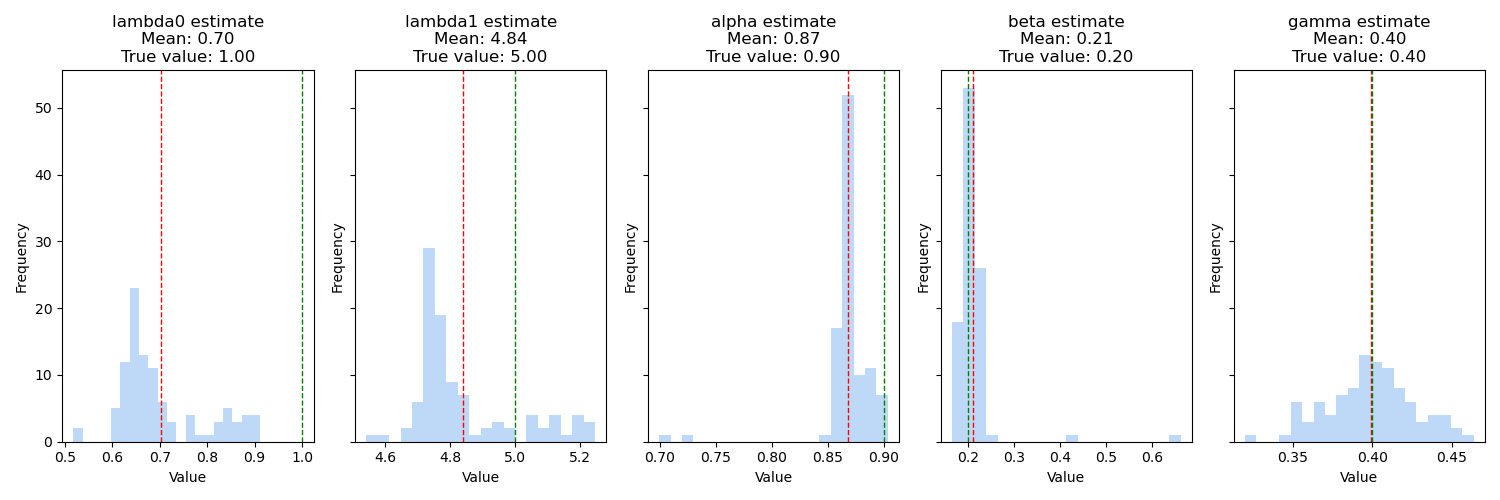 lambda0 estimate
Mean: 0.70
True value: 1.00
lambda1 estimate
Mean: 4.84
True value: 5.00
alpha estimate
Mean: 0.87
True value: 0.90
beta estimate
Mean: 0.21
True value: 0.20
gamma estimate
Mean: 0.40
True value: 0.40
Frequency
50
40
30
20
10
0
0.5 0.6 0.7 0.8 0.9 1.0
Value
Frequency
4.6 4.8 5.0 5.2
Value
Frequency
0.70 0.75 0.80 0.85 0.90
Value
Frequency
0.2 0.3 0.4 0.5 0.6
Value
Frequency
0.35 0.40 0.45
Value